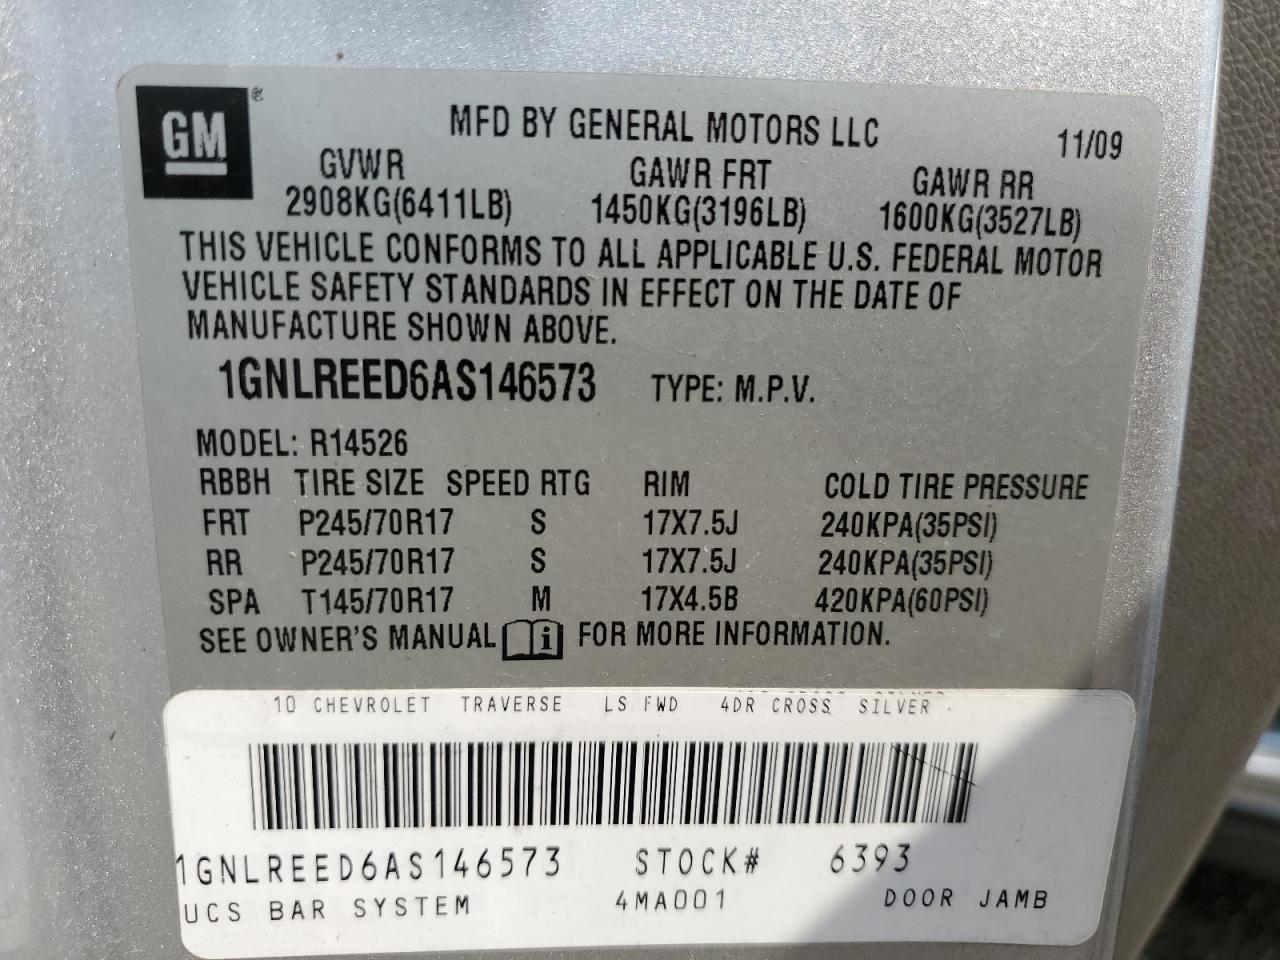 GM®
MFD BY GENERAL MOTORS LLC 11/09
GVWR GAWR FRT GAWR RR
2908KG(6411LB) 1450KG(3196LB) 1600KG(3527LB)
THIS VEHICLE CONFORMS TO ALL APPLICABLE U.S. FEDERAL MOTOR
VEHICLE SAFETY STANDARDS IN EFFECT ON THE DATE OF
MANUFACTURE SHOWN ABOVE.
1GNLREED6AS146573 TYPE: M.P.V.
MODEL: R14526
RBBH TIRE SIZE SPEED RTG RIM COLD TIRE PRESSURE
FRT P245/70R17 S 17X7.5J 240KPA(35PSI)
RR P245/70R17 S 17X7.5J 240KPA(35PSI)
SPA T145/70R17 M 17X4.5B 420KPA(60PSI)
SEE OWNER'S MANUAL i FOR MORE INFORMATION.
10 CHEVROLET TRAVERSE LS FWD 4DR CROSS SILVER
1GNLREED6AS146573 STOCK# 6393
UCS BAR SYSTEM 4MA001 DOOR JAMB